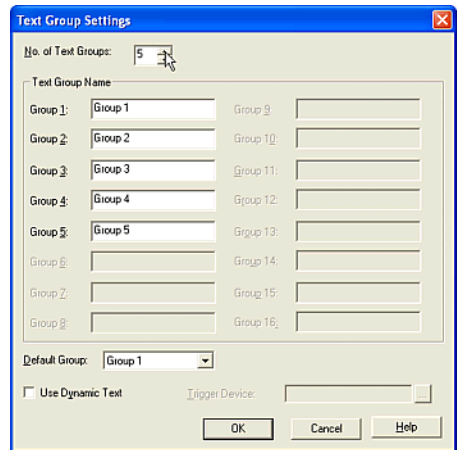 Text Group Settings
No. of Text Groups: 5
Text Group Name
Group 1: Group 1 Group 9:
Group 2: Group 2 Group 10:
Group 3: Group 3 Group 11:
Group 4: Group 4 Group 12:
Group 5: Group 5 Group 13:
Group 6: Group 14:
Group 7: Group 15:
Group 8: Group 16:
Default Group: Group 1
Use Dynamic Text Trigger Device: ...
OK Cancel Help